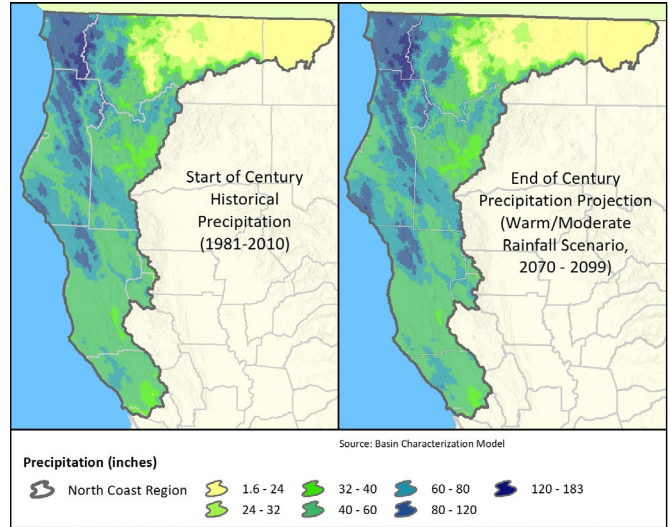 Start of Century
Historical
Precipitation
(1981-2010)
End of Century
Precipitation Projection
(Warm/Moderate
Rainfall Scenario,
2070 - 2099)
Source: Basin Characterization Model
Precipitation (inches)
North Coast Region
1.6 - 24
32 - 40
60 - 80
120 - 183
24 - 32
40 - 60
80 - 120